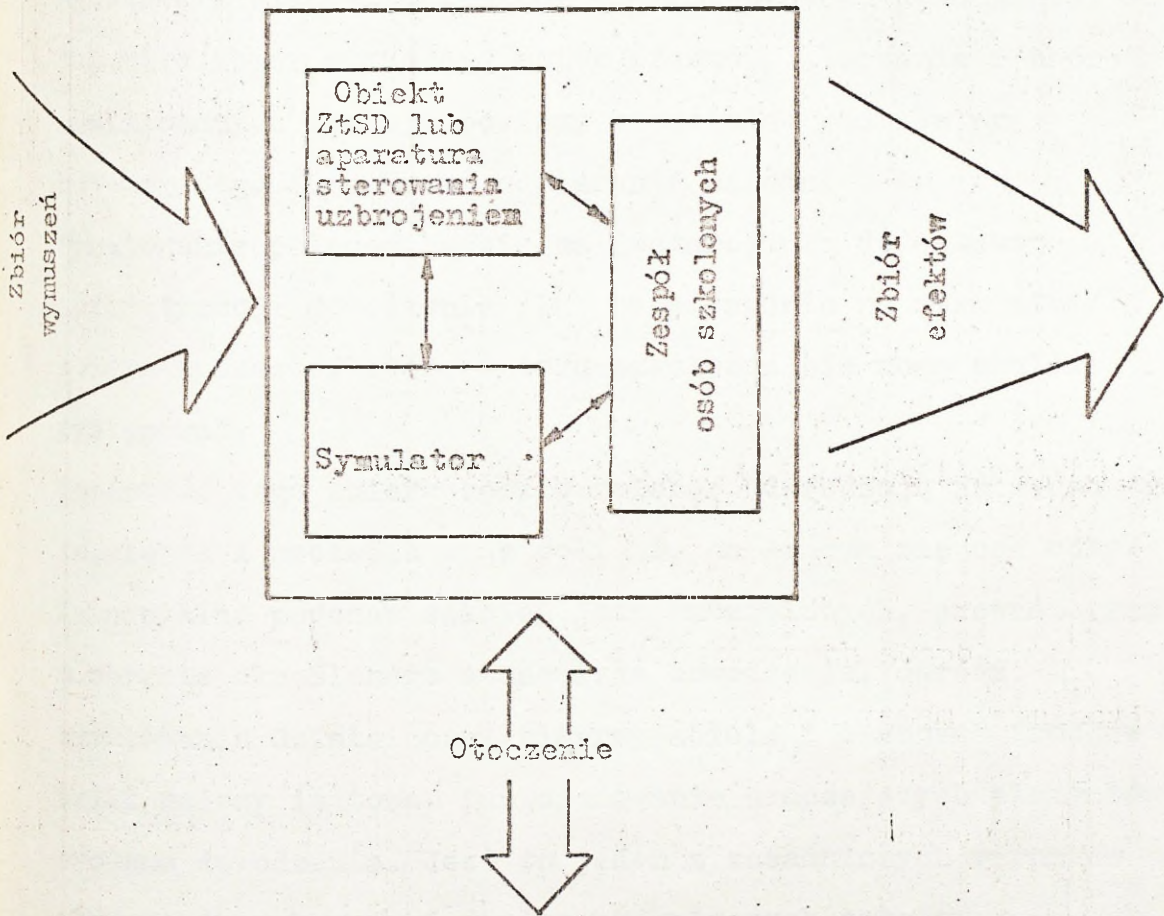 Zbiór
wymuszeń
Obiekt
ZtSD lub
aparatura
sterowania
uzbrojeniem
Symulator
Zespół
osób szkolonych
Zbiór
efektów
Otoczenie